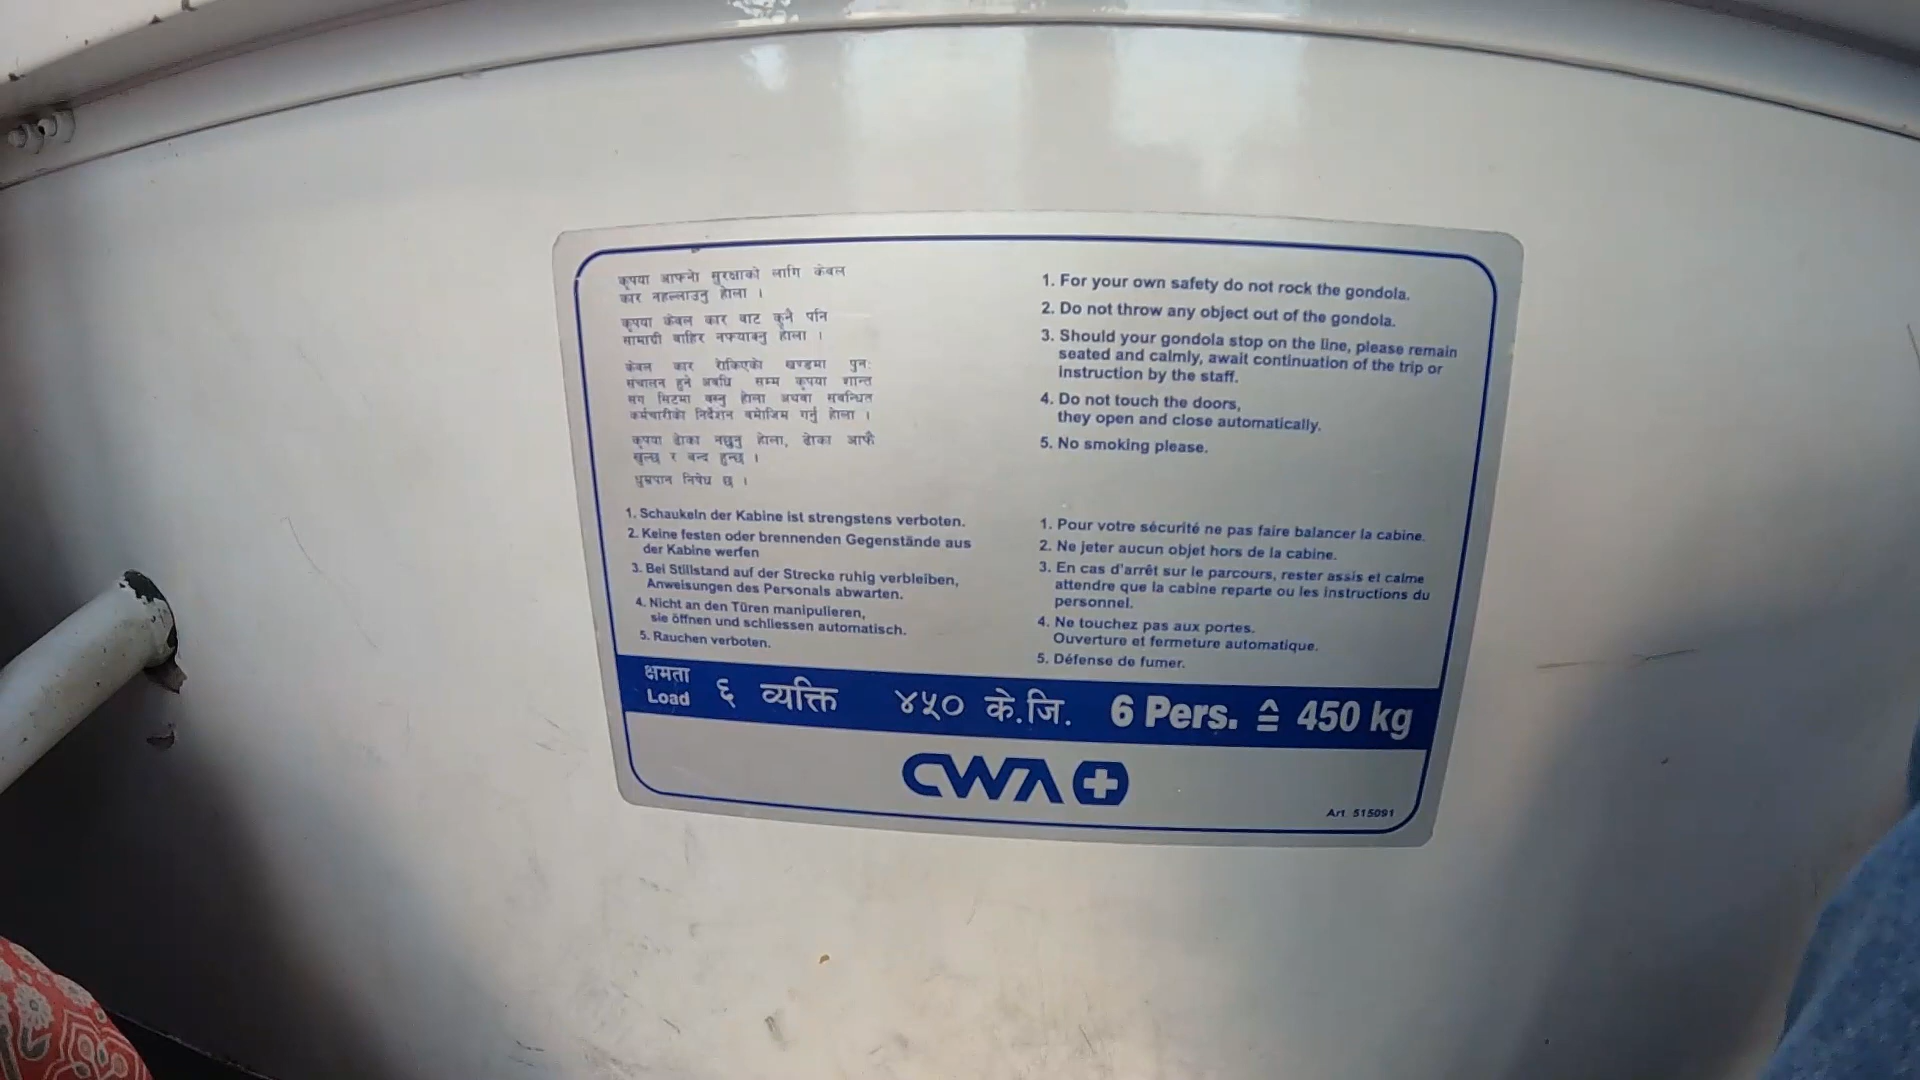 कृपया आफ्नो सुरक्षाको लागि केबल
कार नहल्लाउनु होला ।
कृपया केबल कार बाट कुनै पनि
सामाग्री बाहिर नफ्याक्नु होला ।
केबल कार रोकिएको खण्डमा पुनः
संचालन हुने अबधि सम्म कृपया शान्त
संग सिटमा बस्नु होला अथवा सबन्धित
कर्मचारीको निर्देशन बमोजिम गर्नु होला ।
कृपया ढोका नछुनु होला, ढोका आफै
खुल्छ र बन्द हुन्छ ।
धुम्रपान निषेध छ ।
1. For your own safety do not rock the gondola.
2. Do not throw any object out of the gondola.
3. Should your gondola stop on the line, please remain
seated and calmly, await continuation of the trip or
instruction by the staff.
4. Do not touch the doors,
they open and close automatically.
5. No smoking please.
1. Schaukeln der Kabine ist strengstens verboten.
2. Keine festen oder brennenden Gegenstände aus
der Kabine werfen
3. Bei Stillstand auf der Strecke ruhig verbleiben,
Anweisungen des Personals abwarten.
4. Nicht an den Türen manipulieren,
sie öffnen und schliessen automatisch.
5. Rauchen verboten.
1. Pour votre sécurité ne pas faire balancer la cabine.
2. Ne jeter aucun objet hors de la cabine.
3. En cas d'arrêt sur le parcours, rester assis et calme
attendre que la cabine reparte ou les instructions du
personnel.
4. Ne touchez pas aux portes.
Ouverture et fermeture automatique.
5. Défense de fumer.
क्षमता
Load
६ व्यक्ति ४५० के.जि. 6 Pers. ≙ 450 kg
CWA
Art. 515091